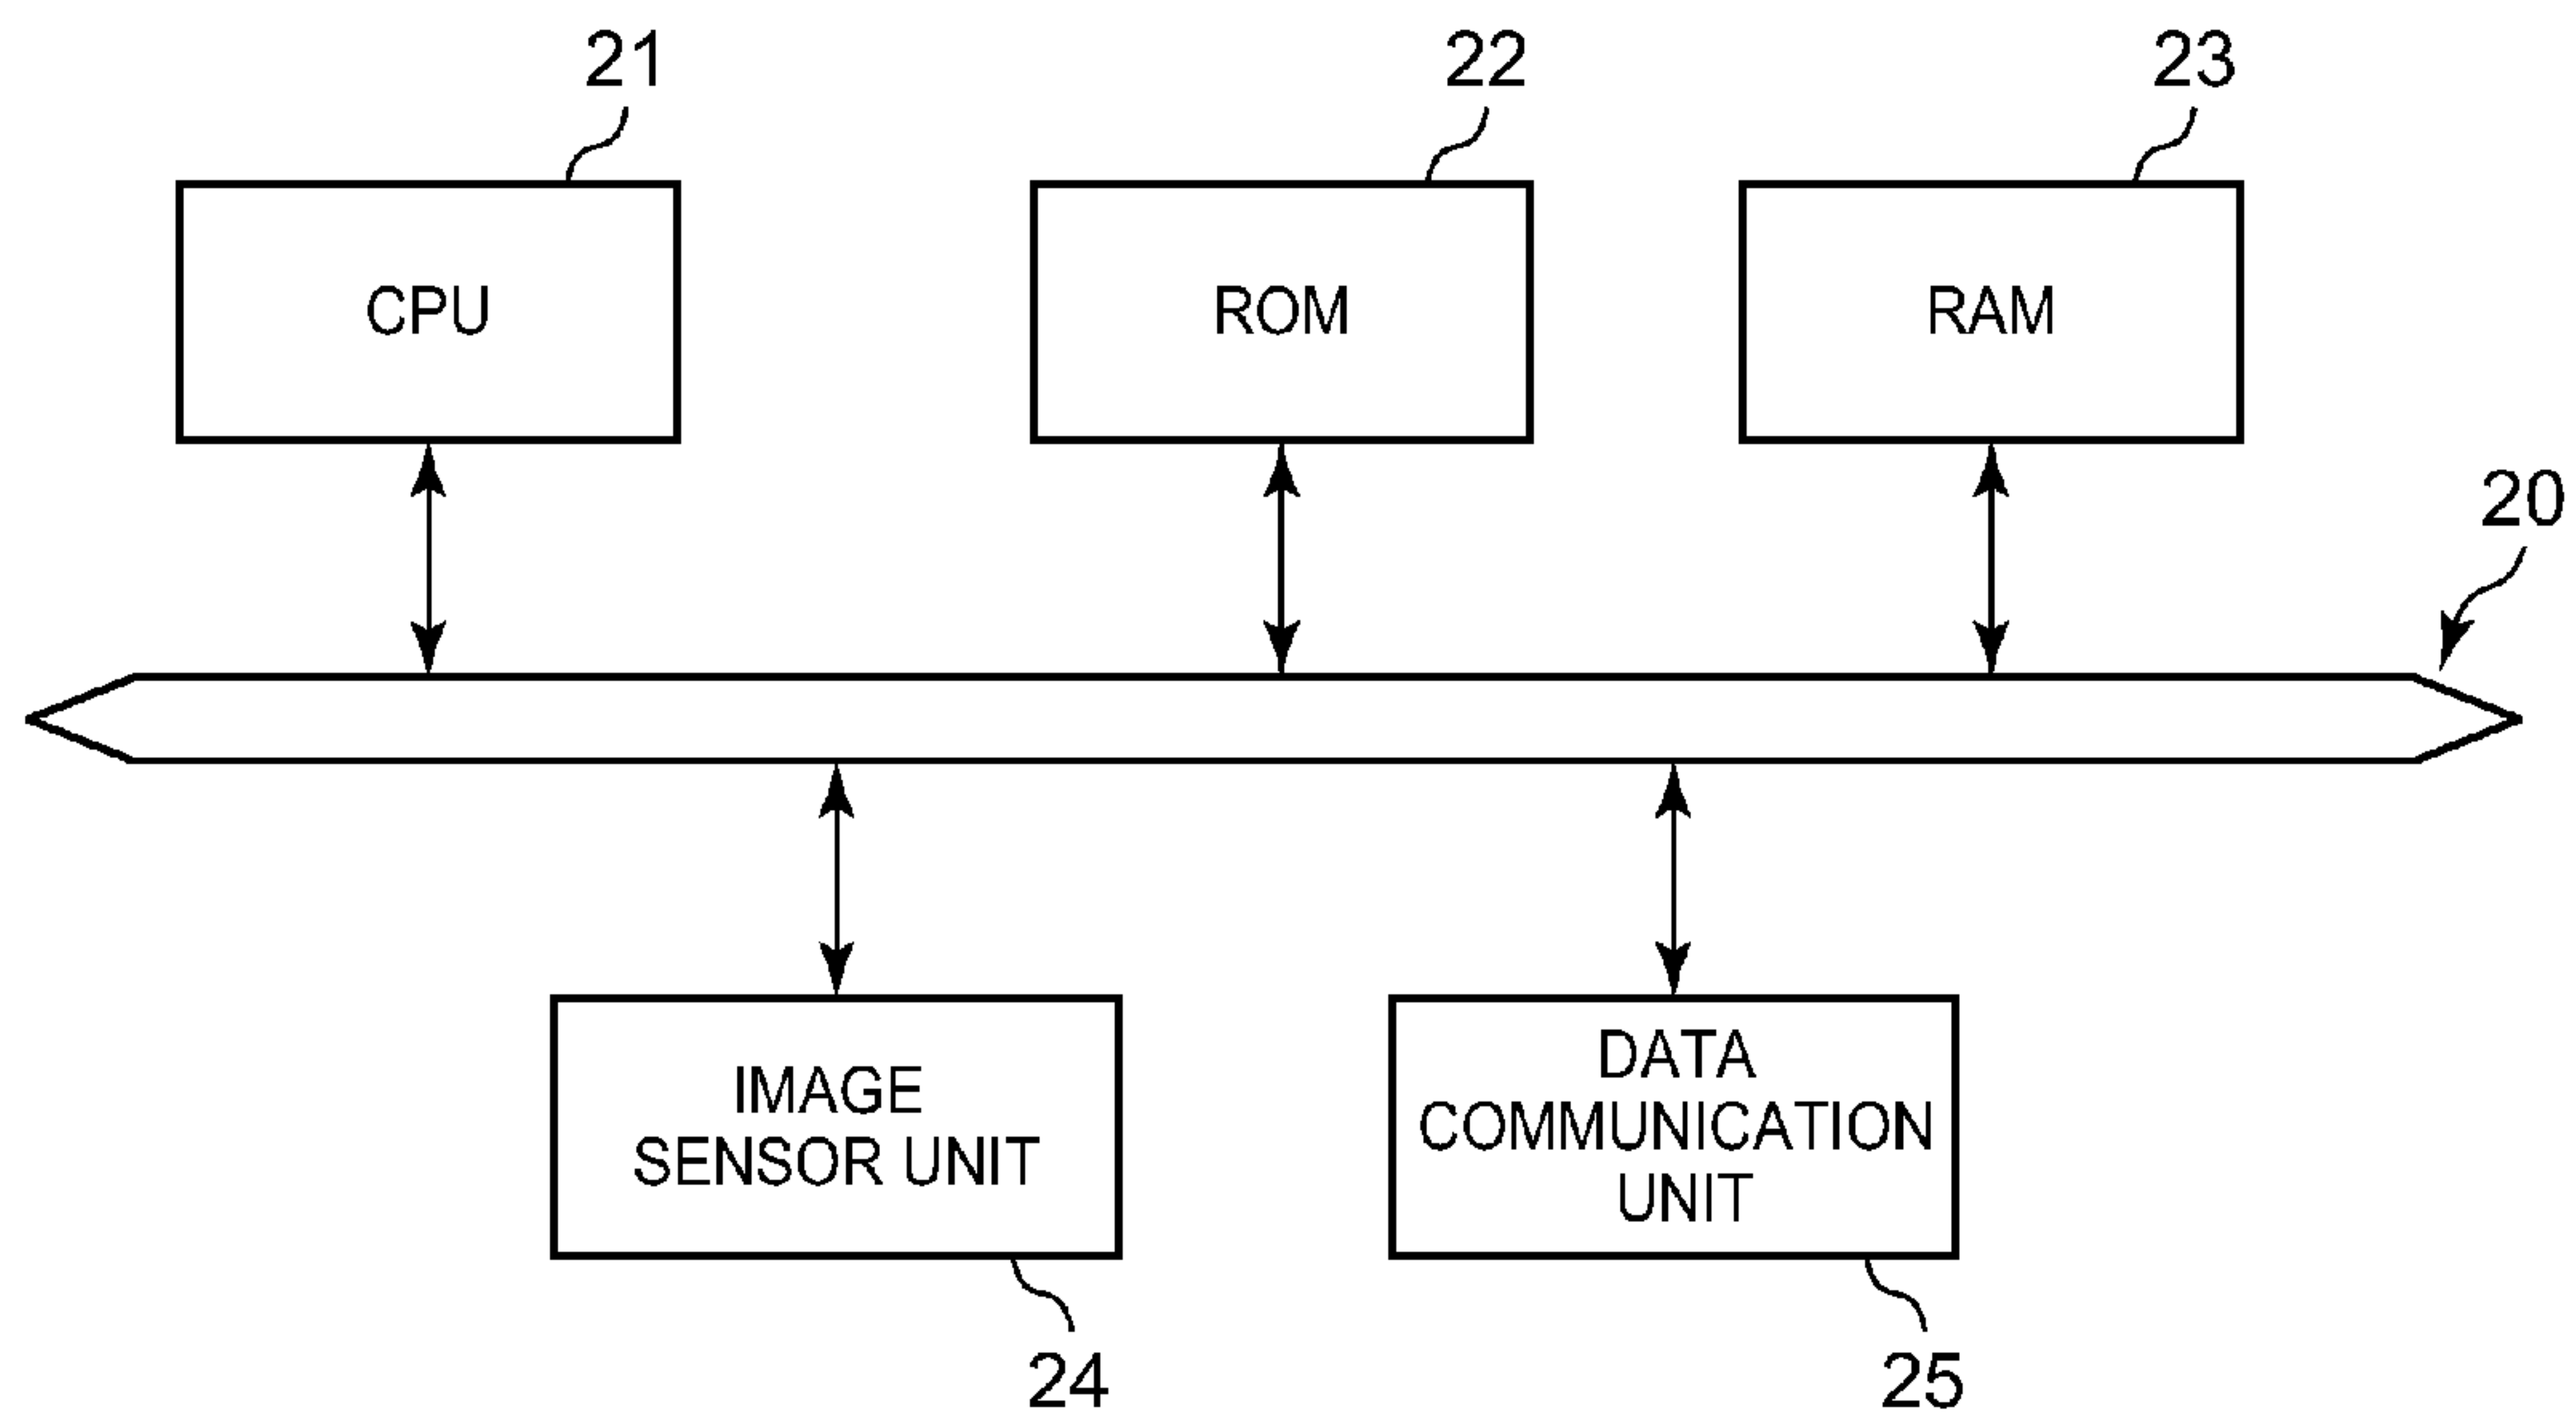 21
22
23
CPU
ROM
RAM
20
IMAGE
SENSOR UNIT
DATA
COMMUNICATION
UNIT
24
25